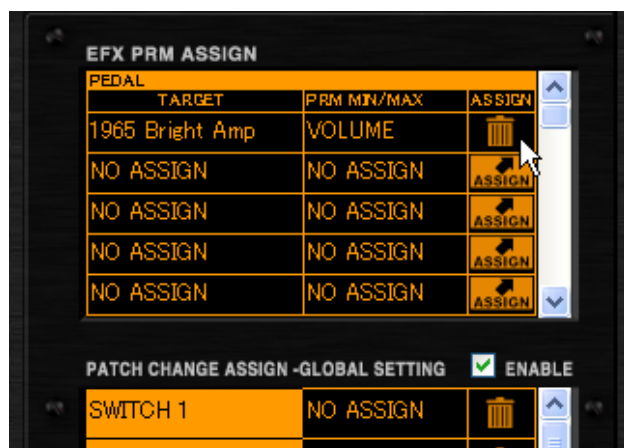 EFX PRM ASSIGN
PEDAL
TARGET PRM MIN/MAX ASSIGN
1965 Bright Amp VOLUME
NO ASSIGN NO ASSIGN ASSIGN
NO ASSIGN NO ASSIGN ASSIGN
NO ASSIGN NO ASSIGN ASSIGN
NO ASSIGN NO ASSIGN ASSIGN
PATCH CHANGE ASSIGN -GLOBAL SETTING ENABLE
SWITCH 1 NO ASSIGN